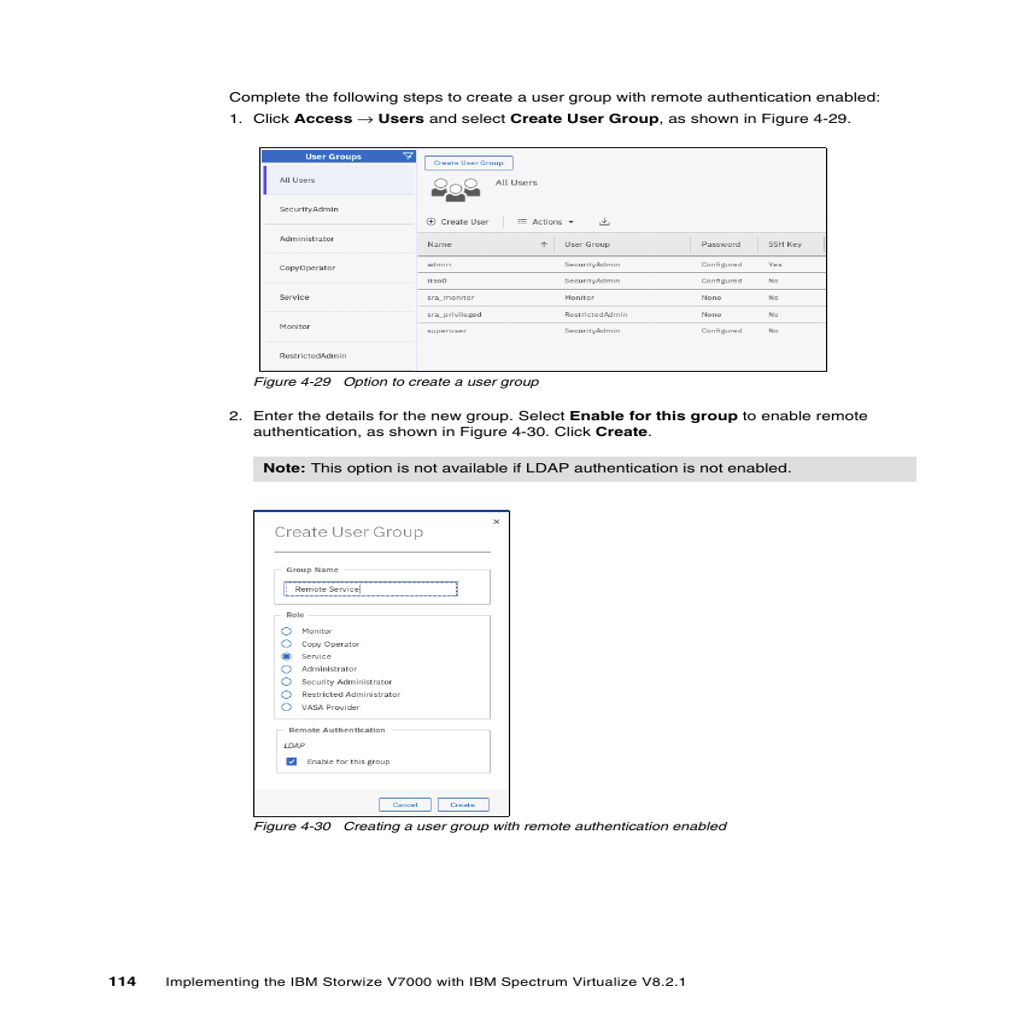 Complete the following steps to create a user group with remote authentication enabled:
1. Click Access → Users and select Create User Group, as shown in Figure 4-29.
User Groups
All Users
SecurityAdmin
Administrator
CopyOperator
Service
Monitor
RestrictedAdmin
Create User Group
All Users
Create User Actions
Name User Group Password SSH Key
admin SecurityAdmin Configured Yes
itso0 SecurityAdmin Configured No
sra_monitor Monitor None No
sra_privileged RestrictedAdmin None No
superuser SecurityAdmin Configured No
Figure 4-29 Option to create a user group
2. Enter the details for the new group. Select Enable for this group to enable remote
authentication, as shown in Figure 4-30. Click Create.
Note: This option is not available if LDAP authentication is not enabled.
Create User Group
Group Name
Remote Service
Role
Monitor
Copy Operator
Service
Administrator
Security Administrator
Restricted Administrator
VASA Provider
Remote Authentication
LDAP
Enable for this group
Cancel Create
Figure 4-30 Creating a user group with remote authentication enabled
114 Implementing the IBM Storwize V7000 with IBM Spectrum Virtualize V8.2.1